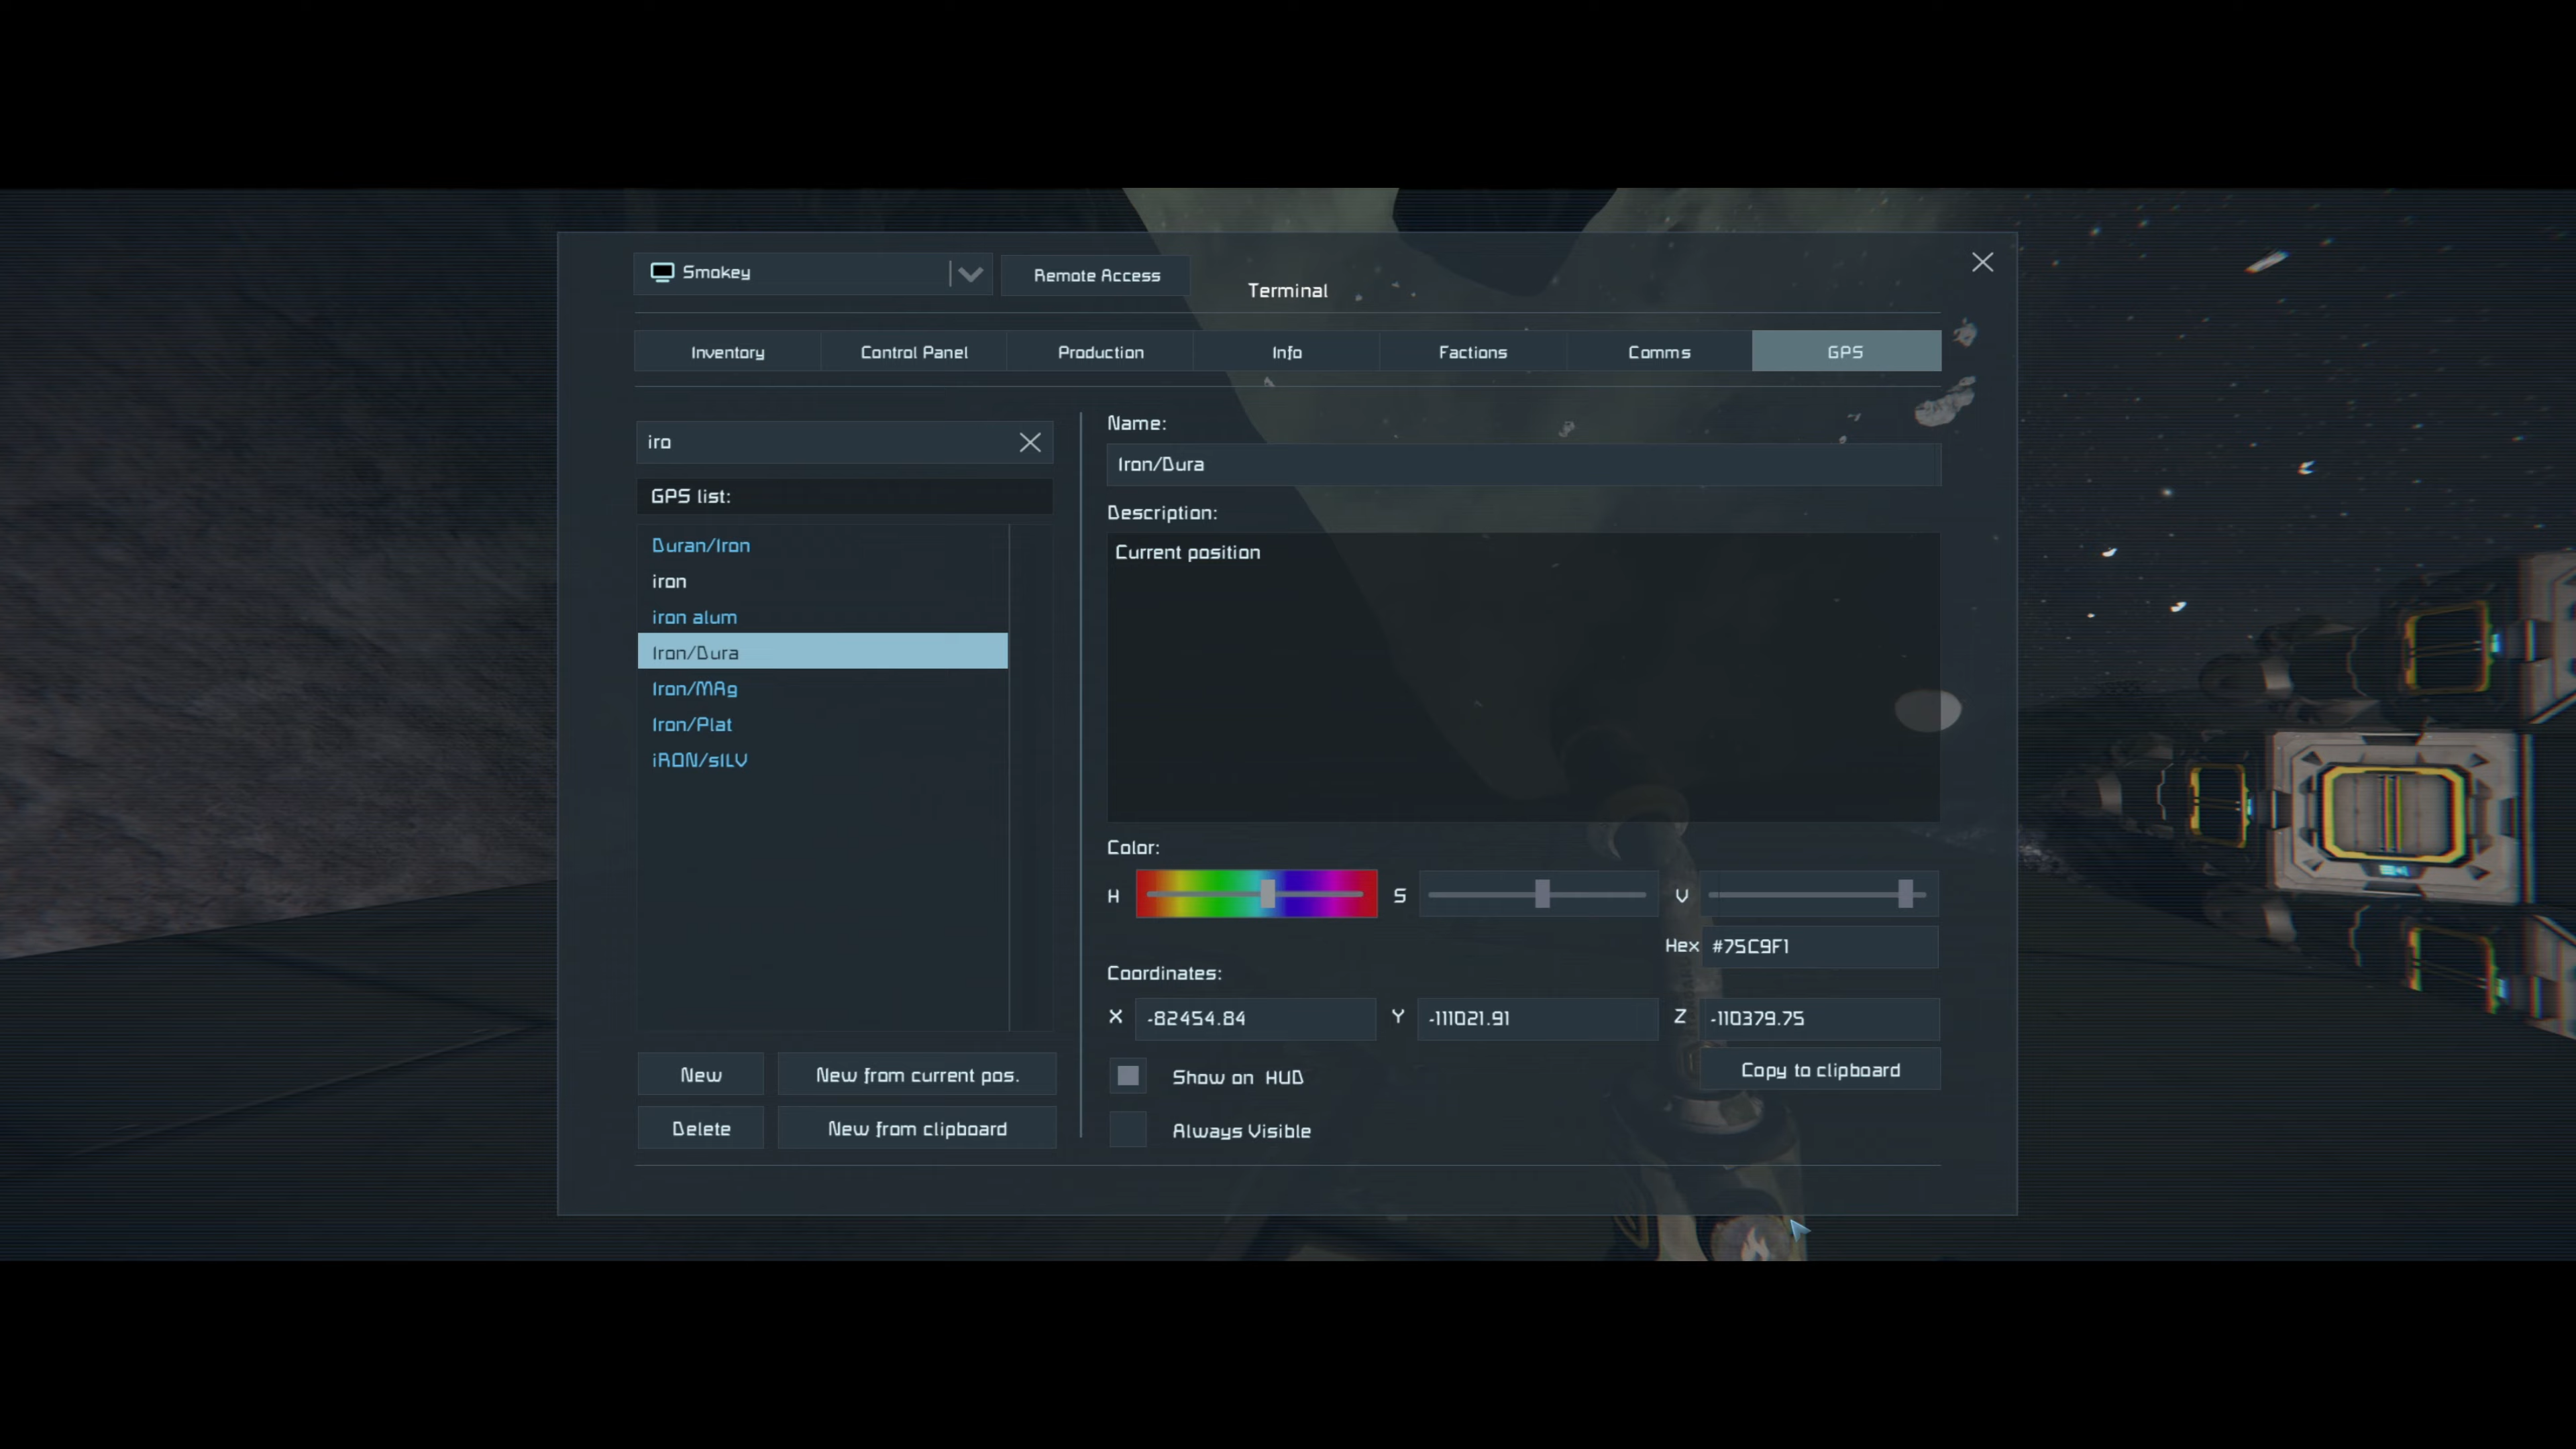 Smokey
Remote Access
Terminal
Inventory
Control Panel
Production
Info
Factions
Comms
GPS
iro
GPS list:
Duran/Iron
iron
iron alum
Iron/Dura
Iron/MAg
Iron/Plat
iRON/sILV
New
New from current pos.
Delete
New from clipboard
Name:
Iron/Dura
Description:
Current position
Color:
H
S
V
Hex #75C9F1
Coordinates:
X -82454.84
Y -111021.91
Z -110379.75
Show on HUD
Copy to clipboard
Always Visible